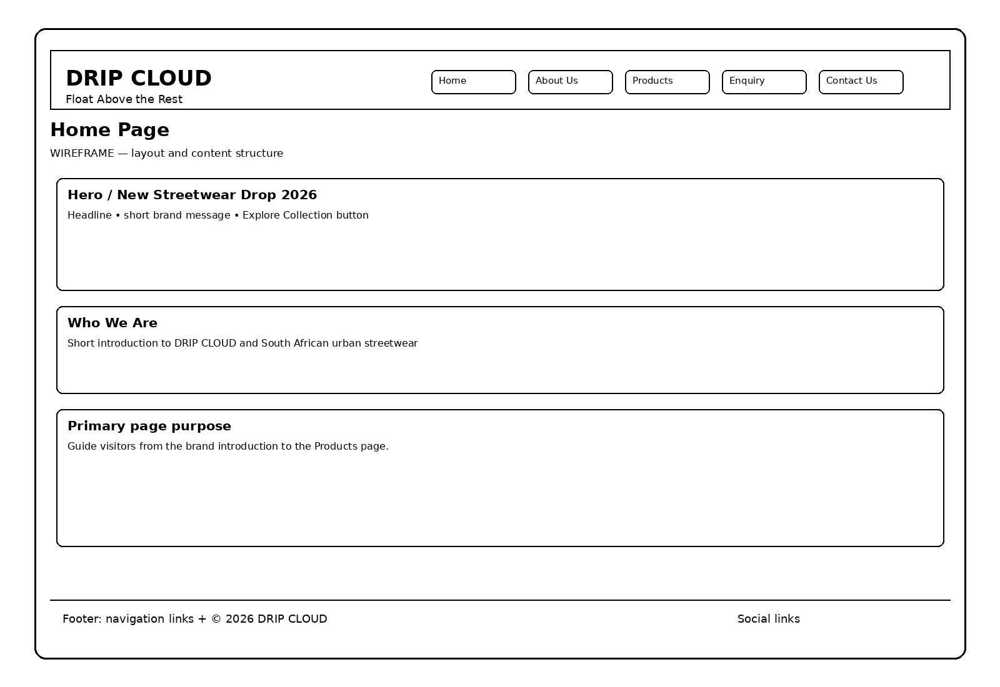 DRIP CLOUD
Float Above the Rest
Home
About Us
Products
Enquiry
Contact Us
Home Page
WIREFRAME — layout and content structure
Hero / New Streetwear Drop 2026
Headline • short brand message • Explore Collection button
Who We Are
Short introduction to DRIP CLOUD and South African urban streetwear
Primary page purpose
Guide visitors from the brand introduction to the Products page.
Footer: navigation links + © 2026 DRIP CLOUD
Social links